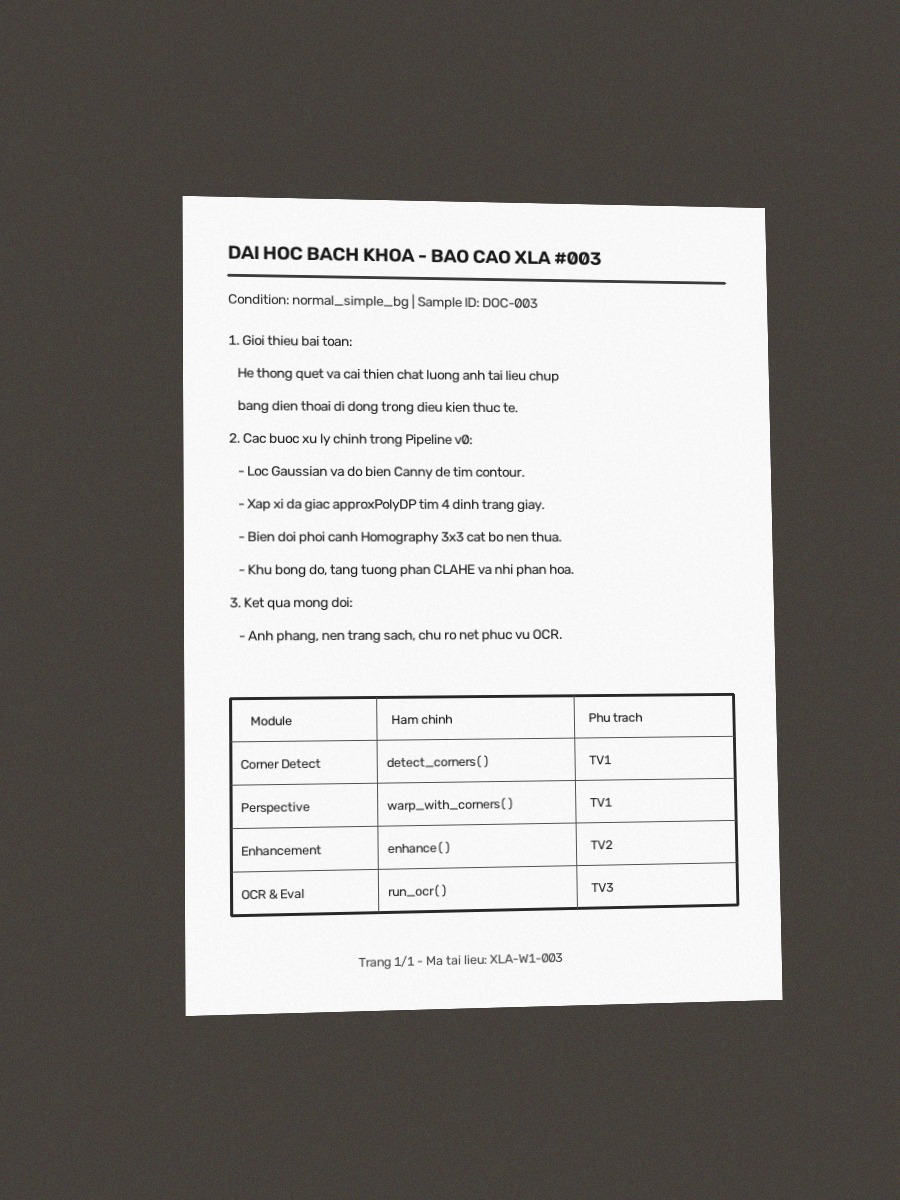 DAI HOC BACH KHOA - BAO CAO XLA #003
Condition: normal_simple_bg | Sample ID: DOC-003
1. Gioi thieu bai toan:
He thong quet va cai thien chat luong anh tai lieu chup
bang dien thoai di dong trong dieu kien thuc te.
2. Cac buoc xu ly chinh trong Pipeline v0:
- Loc Gaussian va do bien Canny de tim contour.
- Xap xi da giac approxPolyDP tim 4 dinh trang giay.
- Bien doi phoi canh Homography 3x3 cat bo nen thua.
- Khu bong do, tang tuong phan CLAHE va nhi phan hoa.
3. Ket qua mong doi:
- Anh phang, nen trang sach, chu ro net phuc vu OCR.
Module Ham chinh Phu trach
Corner Detect detect_corners() TV1
Perspective warp_with_corners() TV1
Enhancement enhance() TV2
OCR & Eval run_ocr() TV3
Trang 1/1 - Ma tai lieu: XLA-W1-003